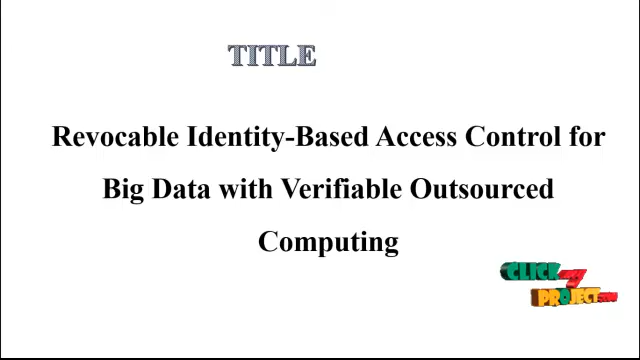 TITLE
Revocable Identity-Based Access Control for
Big Data with Verifiable Outsourced
Computing
CLICK
PROJECT